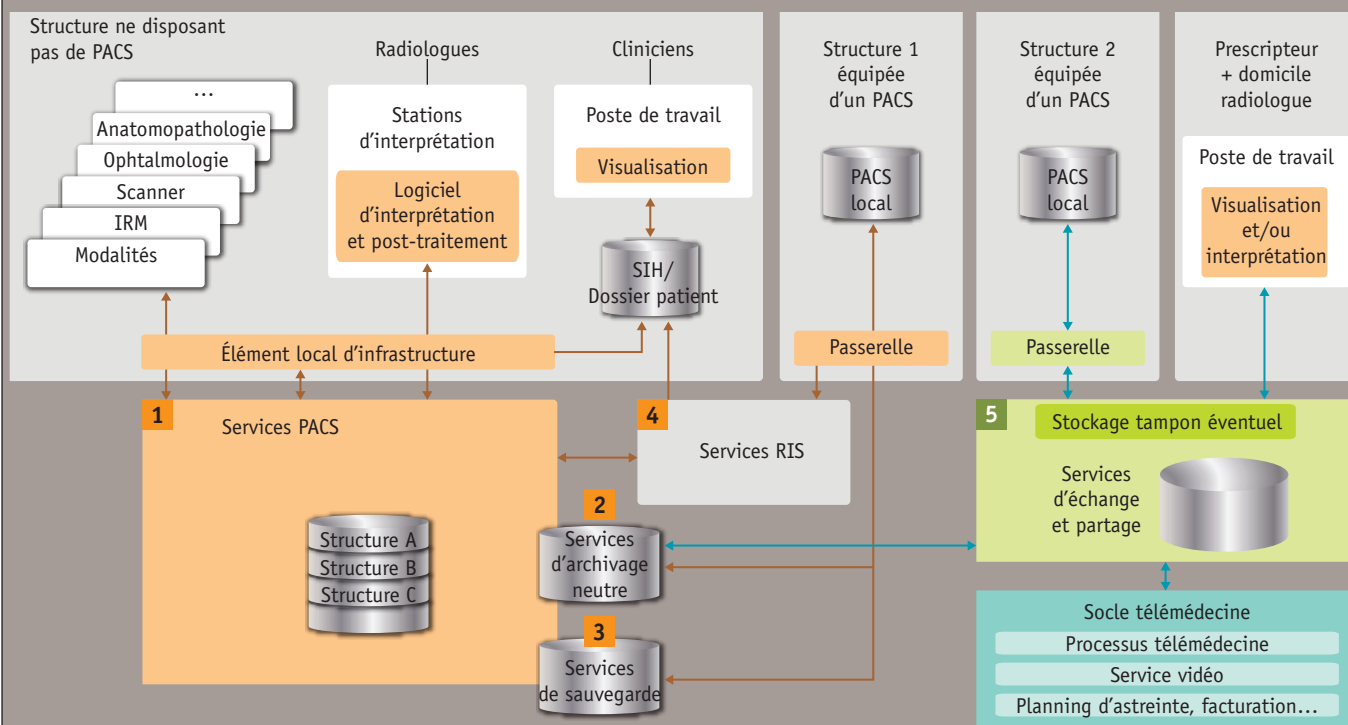 Structure ne disposant
pas de PACS
Radiologues
Cliniciens
Structure 1
équipée
d'un PACS
Structure 2
équipée
d'un PACS
Prescripteur
+ domicile
radiologue
...
Anatomopathologie
Ophtalmologie
Scanner
IRM
Modalités
Stations
d'interprétation
Logiciel
d'interprétation
et post-traitement
Poste de travail
Visualisation
SIH/
Dossier patient
PACS
local
PACS
local
Poste de travail
Visualisation
et/ou
interprétation
Élément local d'infrastructure
Passerelle
Passerelle
1
Services PACS
Structure A
Structure B
Structure C
4
Services RIS
2
Services
d'archivage
neutre
3
Services
de sauvegarde
5
Stockage tampon éventuel
Services
d'échange
et partage
Socle télémédecine
Processus télémédecine
Service vidéo
Planning d'astreinte, facturation...